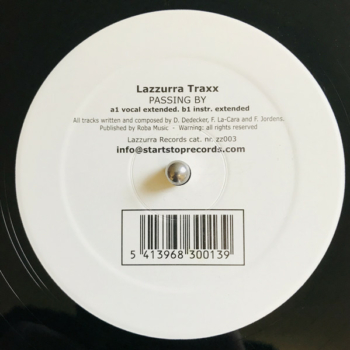 Lazzurra Traxx
PASSING BY
a1 vocal extended. b1 instr. extended
All tracks written and composed by D. Dedecker, F. La-Cara and F. Jordens.
Published by Roba Music - Warning: all rights reserved
Lazzurra Records cat. nr. zz003
info@startstoprecords.com
5 413968 300139